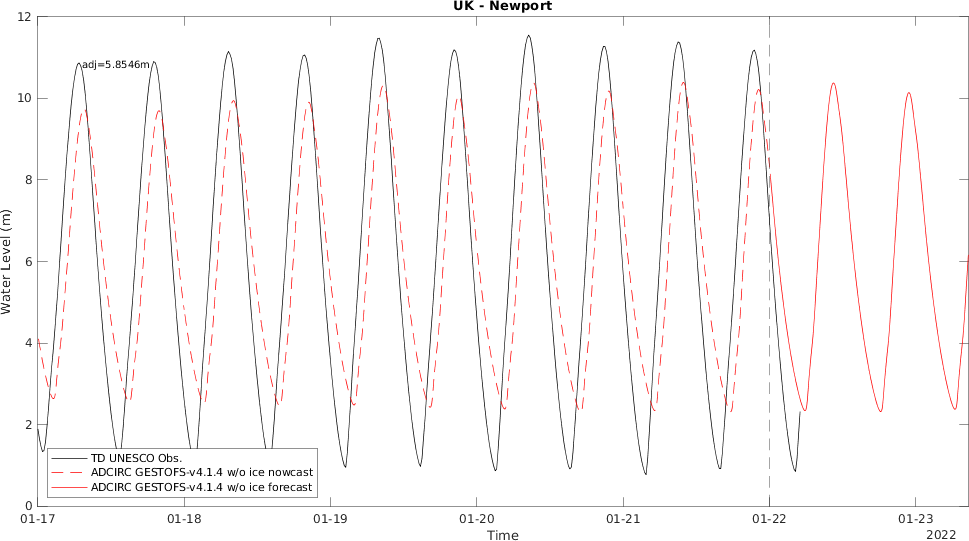 UK - Newport
12
adj=5.8546m
10
8
6
4
2
0
Water Level (m)
TD UNESCO Obs.
ADCIRC GESTOFS-v4.1.4 w/o ice nowcast
ADCIRC GESTOFS-v4.1.4 w/o ice forecast
01-17 01-18 01-19 01-20 01-21 01-22 01-23
Time
2022